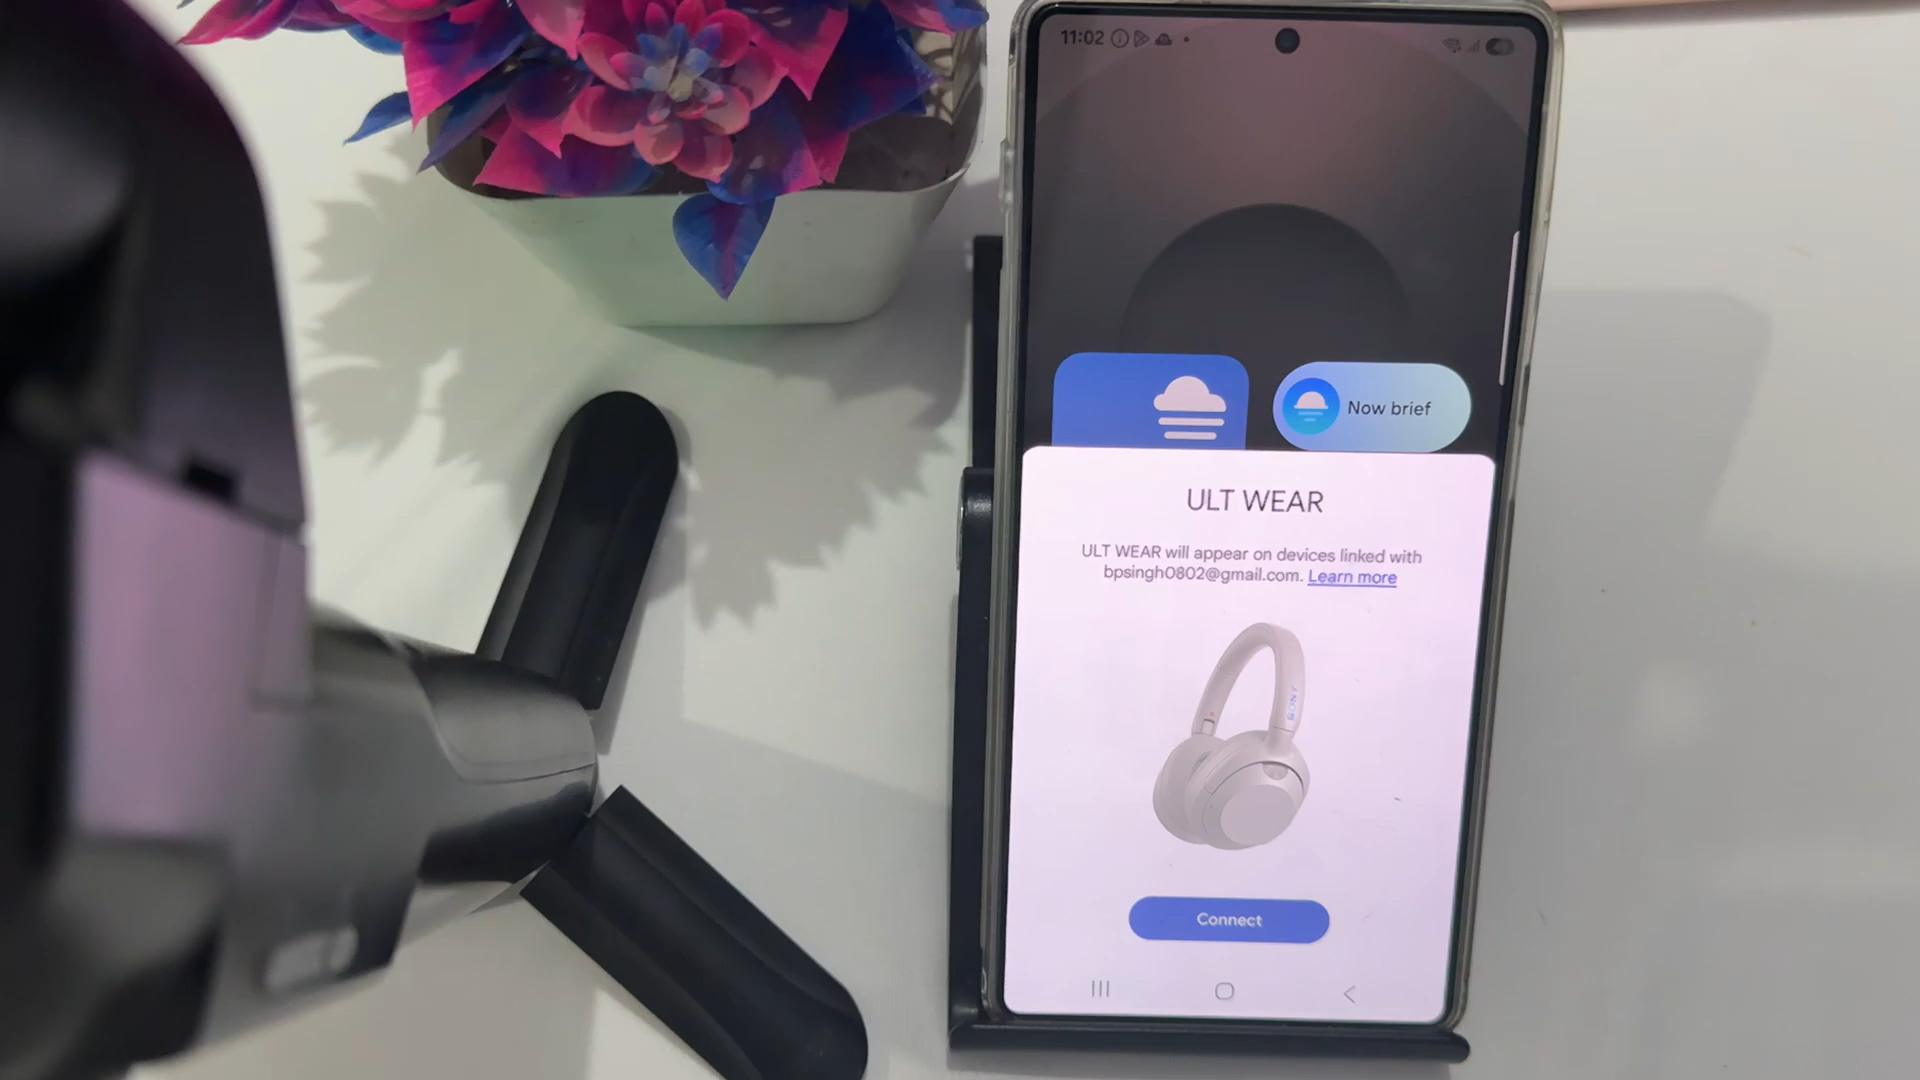 11:02
Now brief
ULT WEAR
ULT WEAR will appear on devices linked with
bpsingh0802@gmail.com. Learn more
SONY
Connect